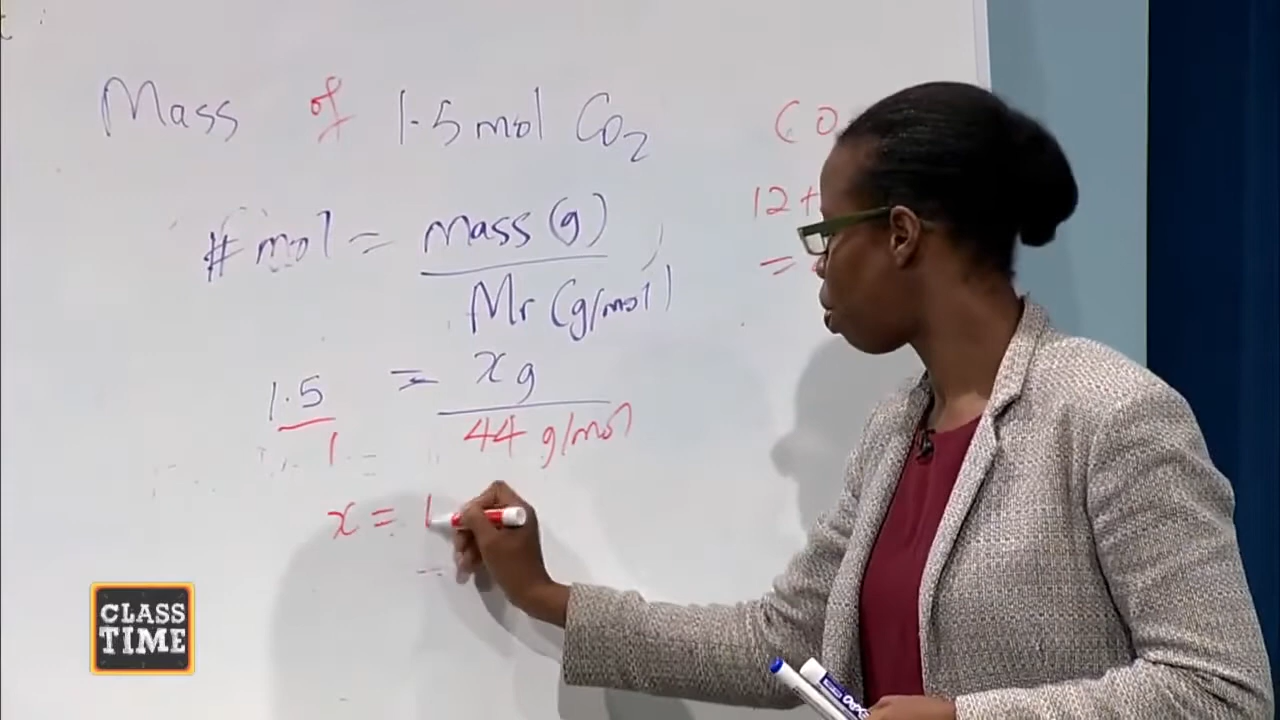 Mass of 1.5 mol CO2
CO
# mol = mass (g)
Mr (g/mol)
12 +
=
1.5 = x g
1 44 g/mol
x = 1
CLASS
TIME